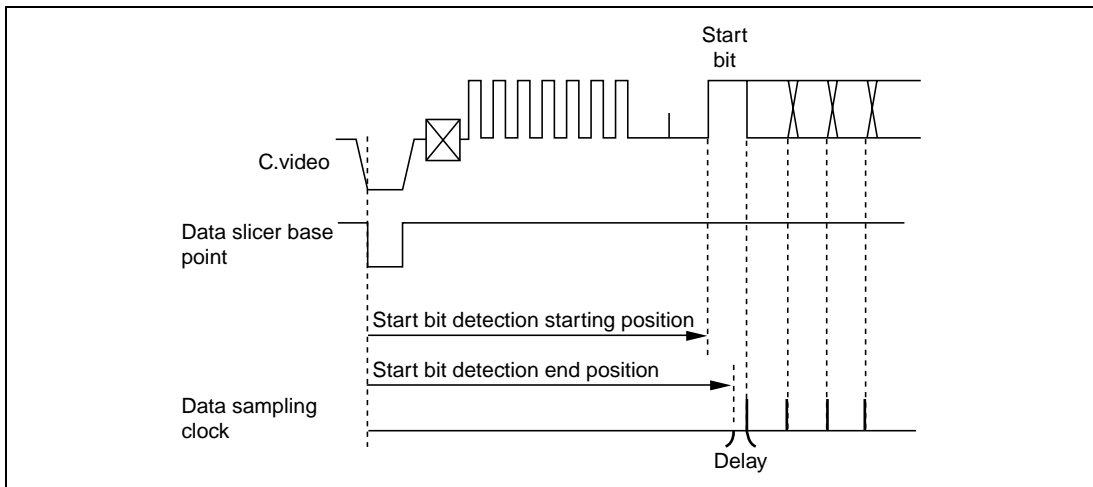 Start
bit
C.video
Data slicer base
point
Start bit detection starting position
Start bit detection end position
Data sampling
clock
Delay